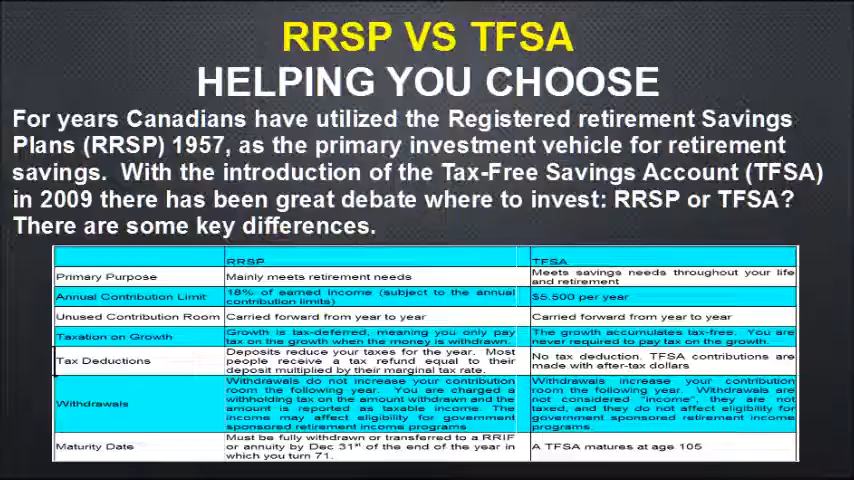 RRSP VS TFSA
HELPING YOU CHOOSE
For years Canadians have utilized the Registered retirement Savings
Plans (RRSP) 1957, as the primary investment vehicle for retirement
savings. With the introduction of the Tax-Free Savings Account (TFSA)
in 2009 there has been great debate where to invest: RRSP or TFSA?
There are some key differences.
RRSP TFSA
Primary Purpose Mainly meets retirement needs Meets savings needs throughout your life
and retirement
Annual Contribution Limit 18% of earned income (subject to the annual
contribution limits) $5,500 per year
Unused Contribution Room Carried forward from year to year Carried forward from year to year
Taxation on Growth Growth is tax-deferred, meaning you only pay
tax on the growth when the money is withdrawn. The growth accumulates tax-free. You are
never required to pay tax on the growth.
Tax Deductions Deposits reduce your taxes for the year. Most
people receive a tax refund equal to their
deposit multiplied by their marginal tax rate. No tax deduction. TFSA contributions are
made with after-tax dollars
Withdrawals Withdrawals do not increase your contribution
room the following year. You are charged a
withholding tax on the amount withdrawn and the
amount is reported as taxable income. The
income may affect eligibility for government
sponsored retirement income programs Withdrawals increase your contribution
room the following year. Withdrawals are
not considered "income", they are not
taxed, and they do not affect eligibility for
government sponsored retirement income
programs.
Maturity Date Must be fully withdrawn or transferred to a RRIF
or annuity by Dec 31st of the end of the year in
which you turn 71. A TFSA matures at age 105